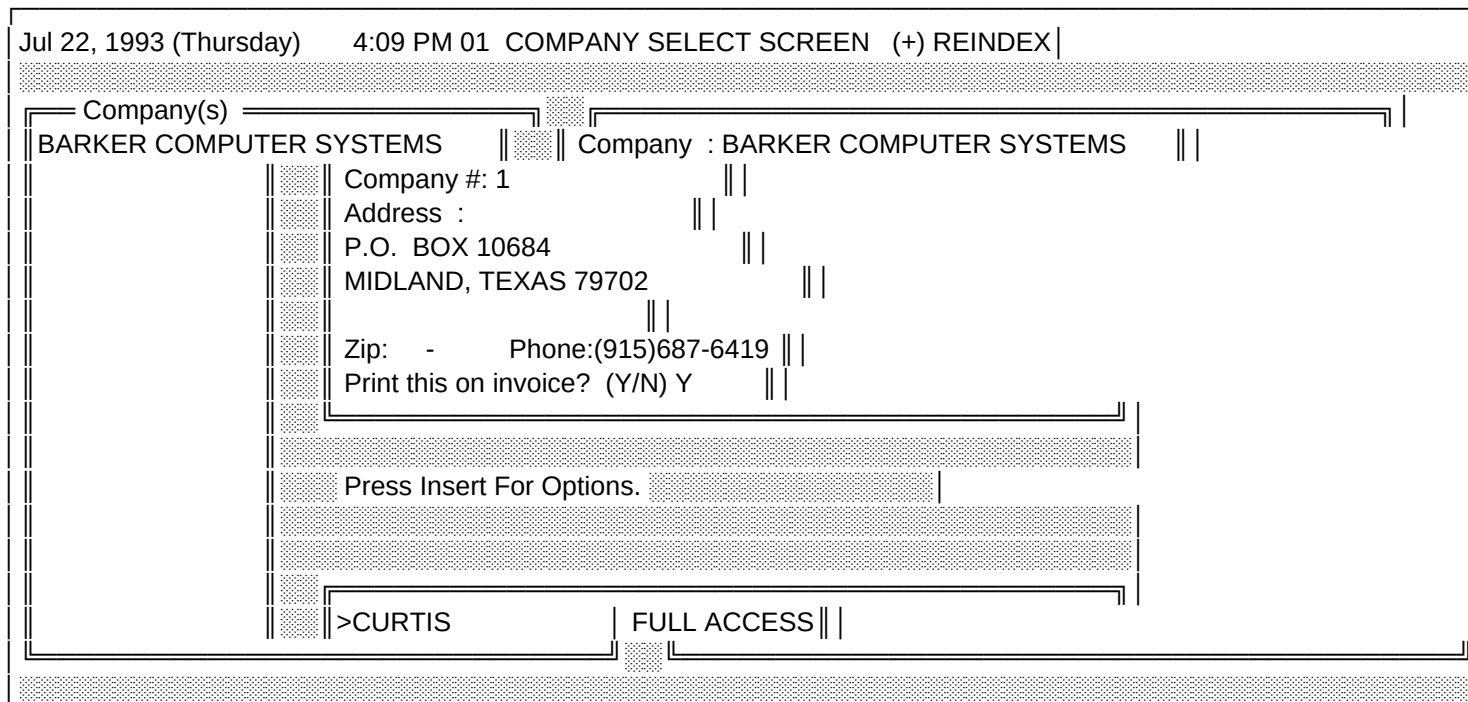 Jul 22, 1993 (Thursday) 4:09 PM 01 COMPANY SELECT SCREEN (+) REINDEX
Company(s)
BARKER COMPUTER SYSTEMS Company : BARKER COMPUTER SYSTEMS
Company #: 1
Address :
P.O. BOX 10684
MIDLAND, TEXAS 79702
Zip: - Phone:(915)687-6419
Print this on invoice? (Y/N) Y
Press Insert For Options.
>CURTIS | FULL ACCESS